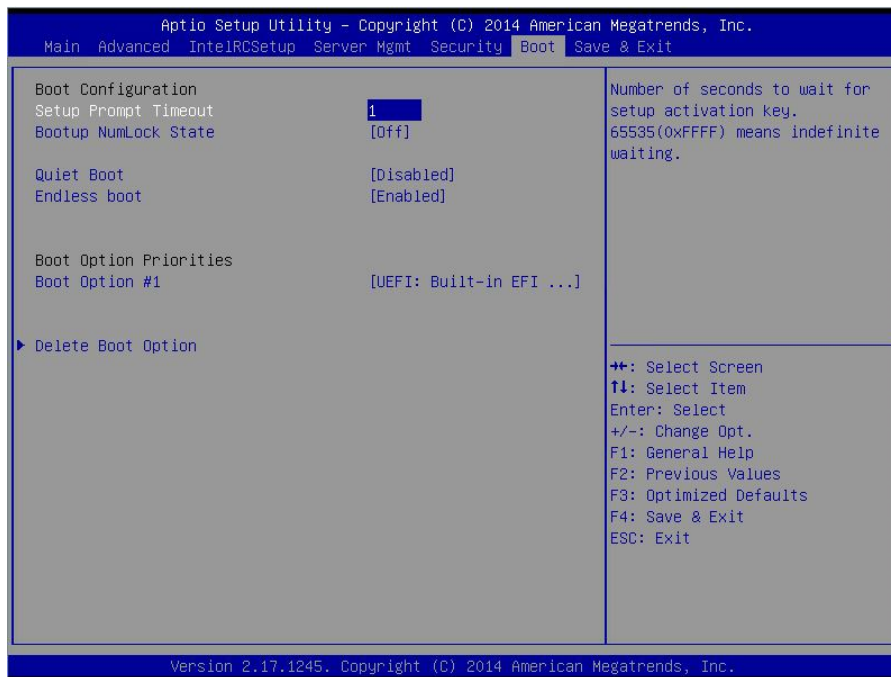 Aptio Setup Utility – Copyright (C) 2014 American Megatrends, Inc.
Main Advanced IntelRCSetup Server Mgmt Security Boot Save & Exit
Boot Configuration
Setup Prompt Timeout 1
Bootup NumLock State [Off]
Quiet Boot [Disabled]
Endless boot [Enabled]
Boot Option Priorities
Boot Option #1 [UEFI: Built-in EFI ...]
► Delete Boot Option
Number of seconds to wait for
setup activation key.
65535(0xFFFF) means indefinite
waiting.
→←: Select Screen
↑↓: Select Item
Enter: Select
+/-: Change Opt.
F1: General Help
F2: Previous Values
F3: Optimized Defaults
F4: Save & Exit
ESC: Exit
Version 2.17.1245. Copyright (C) 2014 American Megatrends, Inc.